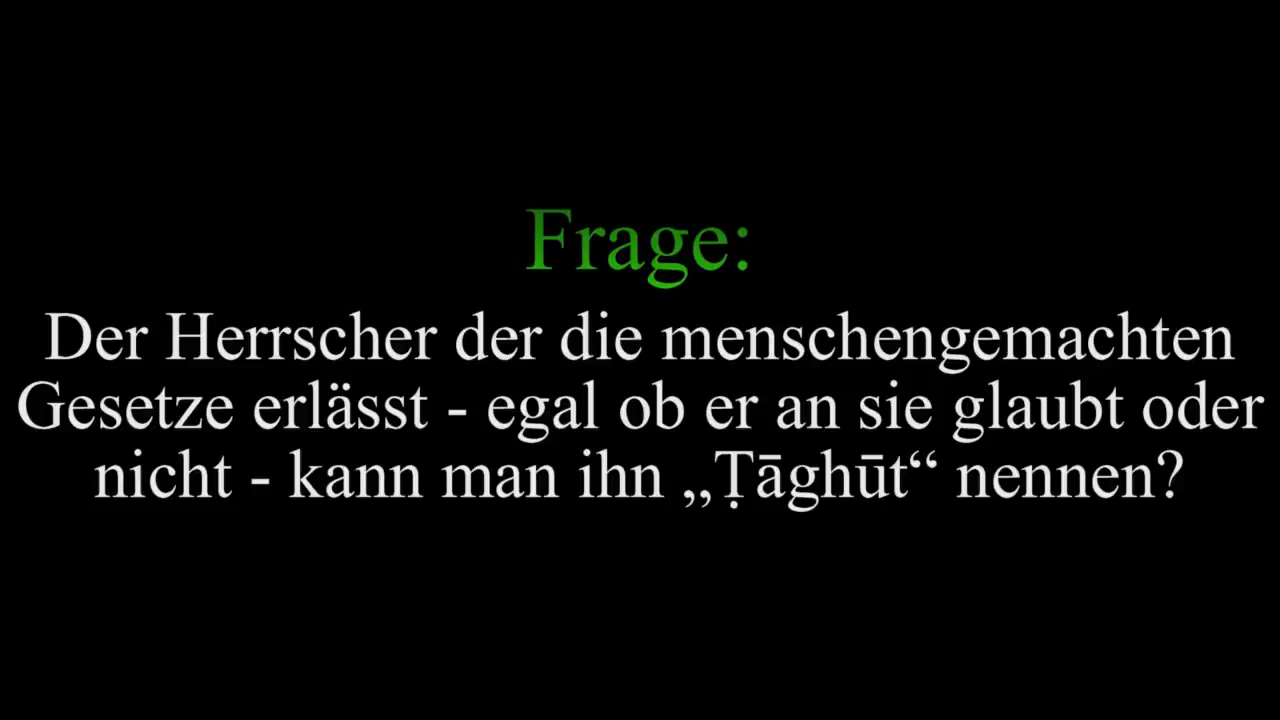 Frage:
Der Herrscher der die menschengemachten
Gesetze erlässt - egal ob er an sie glaubt oder
nicht - kann man ihn „Ṭāghūt“ nennen?